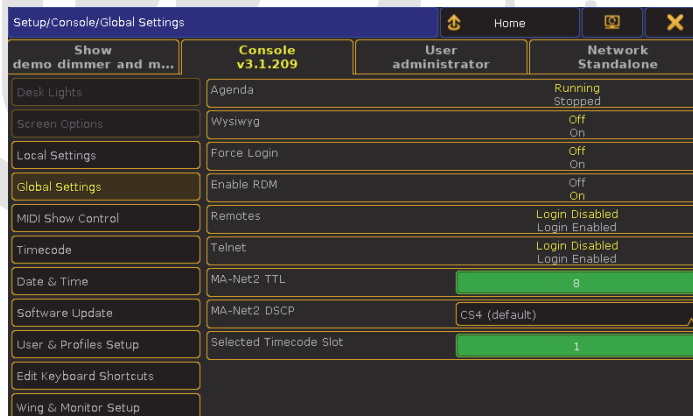 Setup/Console/Global Settings
Home
Show
demo dimmer and m...
Console
v3.1.209
User
administrator
Network
Standalone
Desk Lights
Screen Options
Local Settings
Global Settings
MIDI Show Control
Timecode
Date & Time
Software Update
User & Profiles Setup
Edit Keyboard Shortcuts
Wing & Monitor Setup
Agenda
Running
Stopped
Wysiwyg
Off
On
Force Login
Off
On
Enable RDM
Off
On
Remotes
Login Disabled
Login Enabled
Telnet
Login Disabled
Login Enabled
MA-Net2 TTL
8
MA-Net2 DSCP
CS4 (default)
Selected Timecode Slot
1